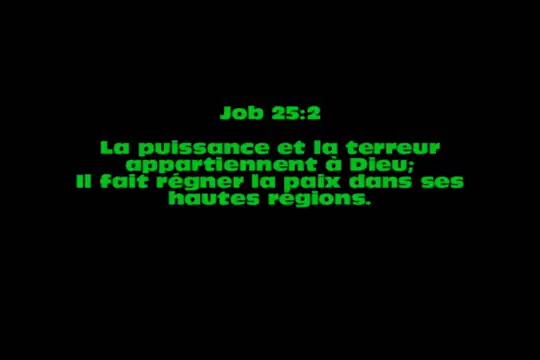 Job 25:2
La puissance et la terreur
appartiennent à Dieu;
Il fait régner la paix dans ses
hautes régions.